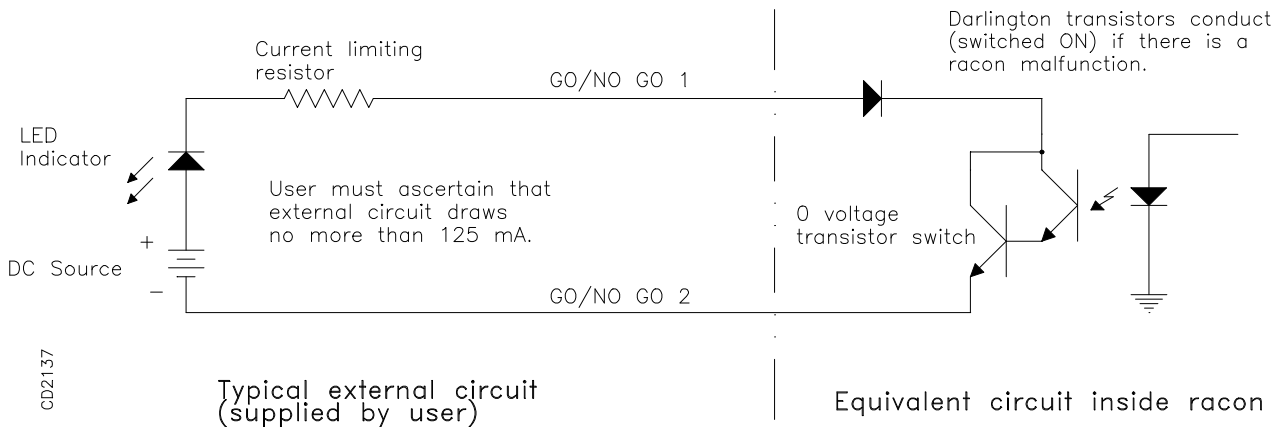 Darlington transistors conduct
(switched ON) if there is a
racon malfunction.
Current limiting
resistor
GO/NO GO 1
LED
Indicator
User must ascertain that
external circuit draws
no more than 125 mA.
0 voltage
transistor switch
+
DC Source
–
GO/NO GO 2
CD2137
Typical external circuit
(supplied by user)
Equivalent circuit inside racon